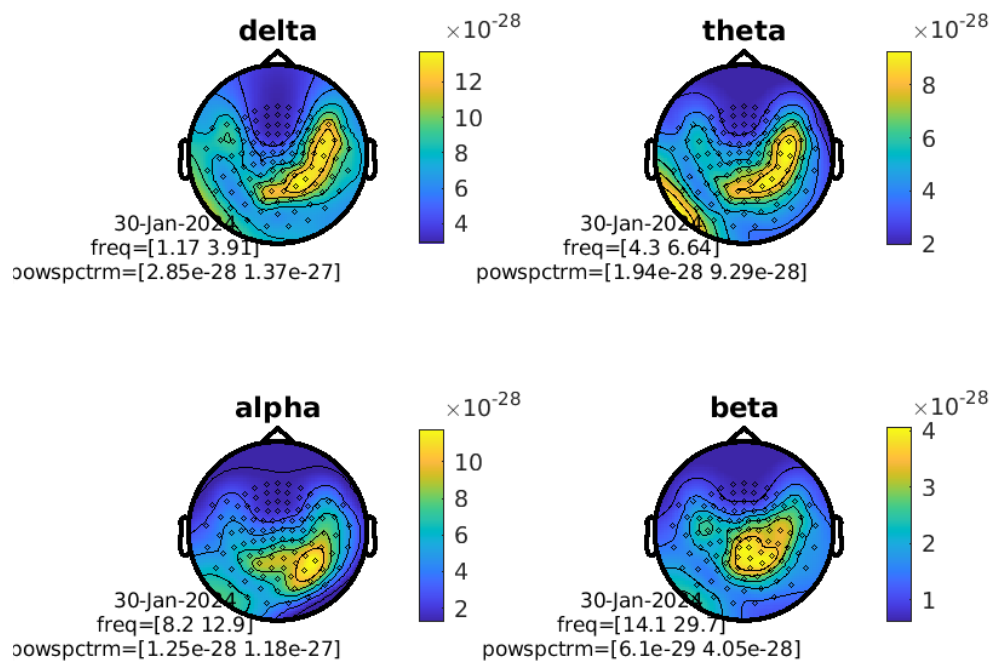 delta
×10-28
12
10
8
6
4
30-Jan-2024
freq=[1.17 3.91]
powspctrm=[2.85e-28 1.37e-27]
theta
×10-28
8
6
4
2
30-Jan-2024
freq=[4.3 6.64]
powspctrm=[1.94e-28 9.29e-28]
alpha
×10-28
10
8
6
4
2
30-Jan-2024
freq=[8.2 12.9]
powspctrm=[1.25e-28 1.18e-27]
beta
×10-28
4
3
2
1
30-Jan-2024
freq=[14.1 29.7]
powspctrm=[6.1e-29 4.05e-28]